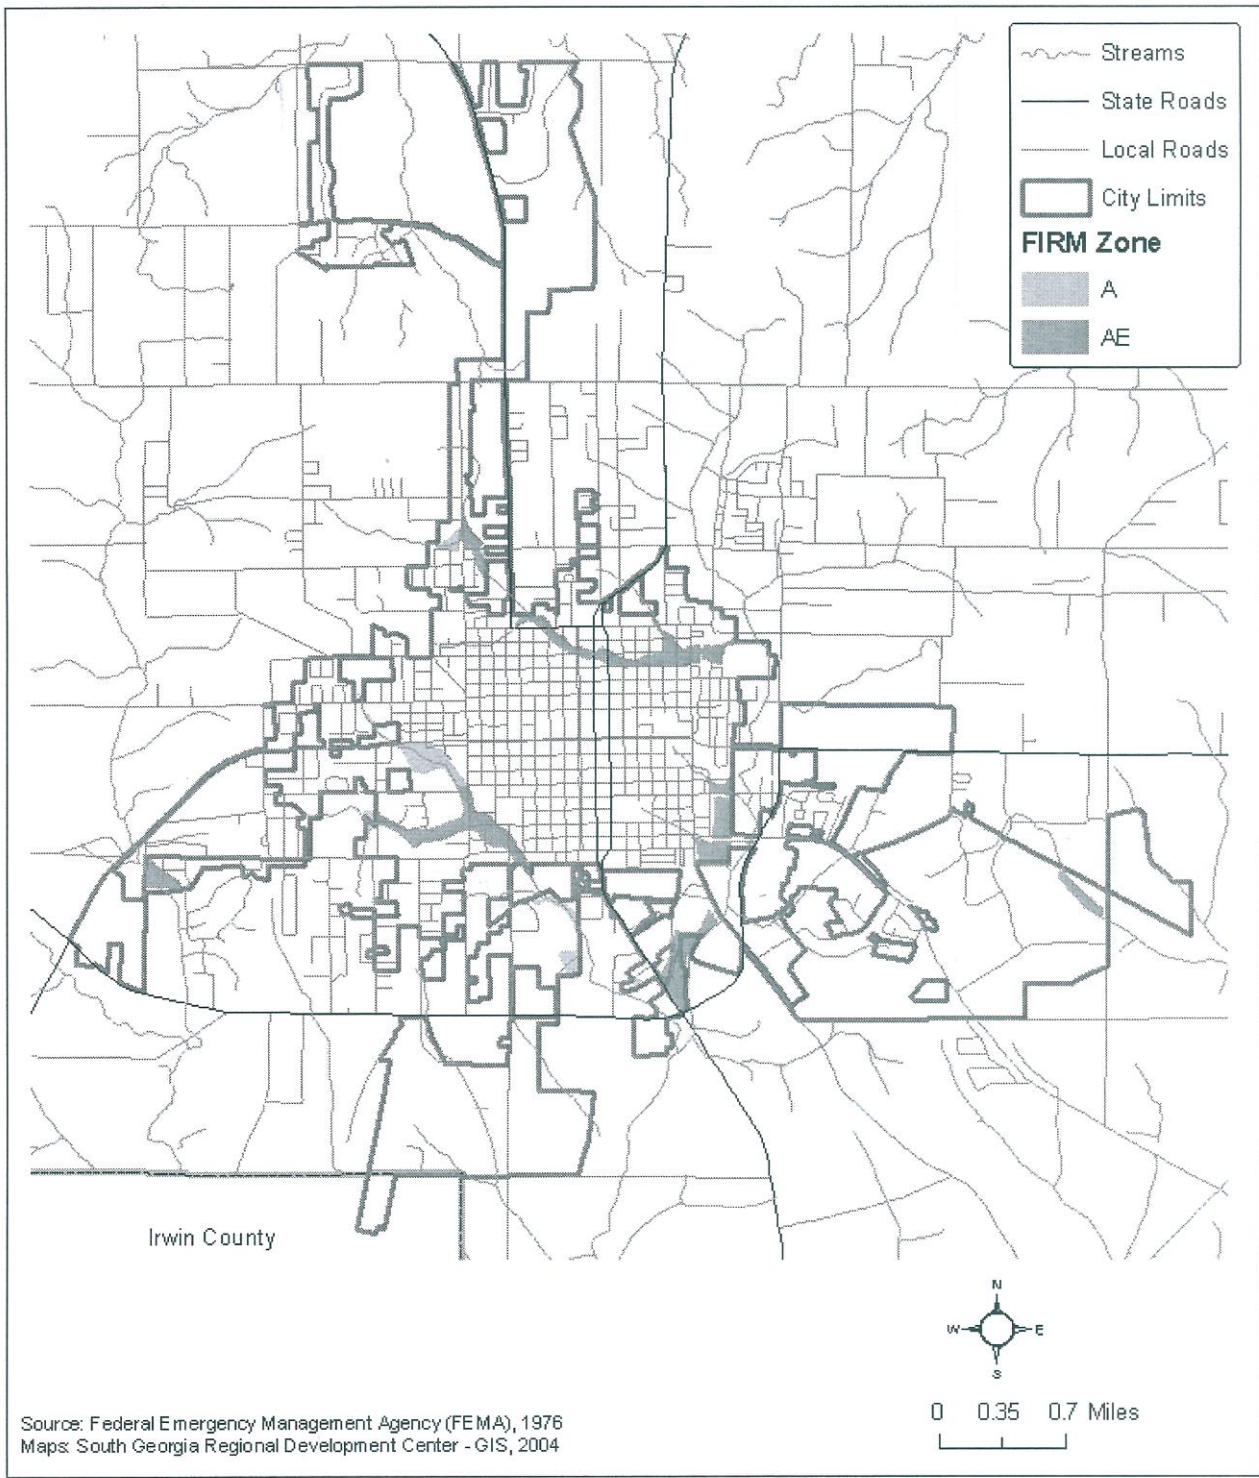 Streams
State Roads
Local Roads
City Limits
FIRM Zone
A
AE
Irwin County
N
W E
S
0 0.35 0.7 Miles
Source: Federal Emergency Management Agency (FEMA), 1976
Maps: South Georgia Regional Development Center - GIS, 2004